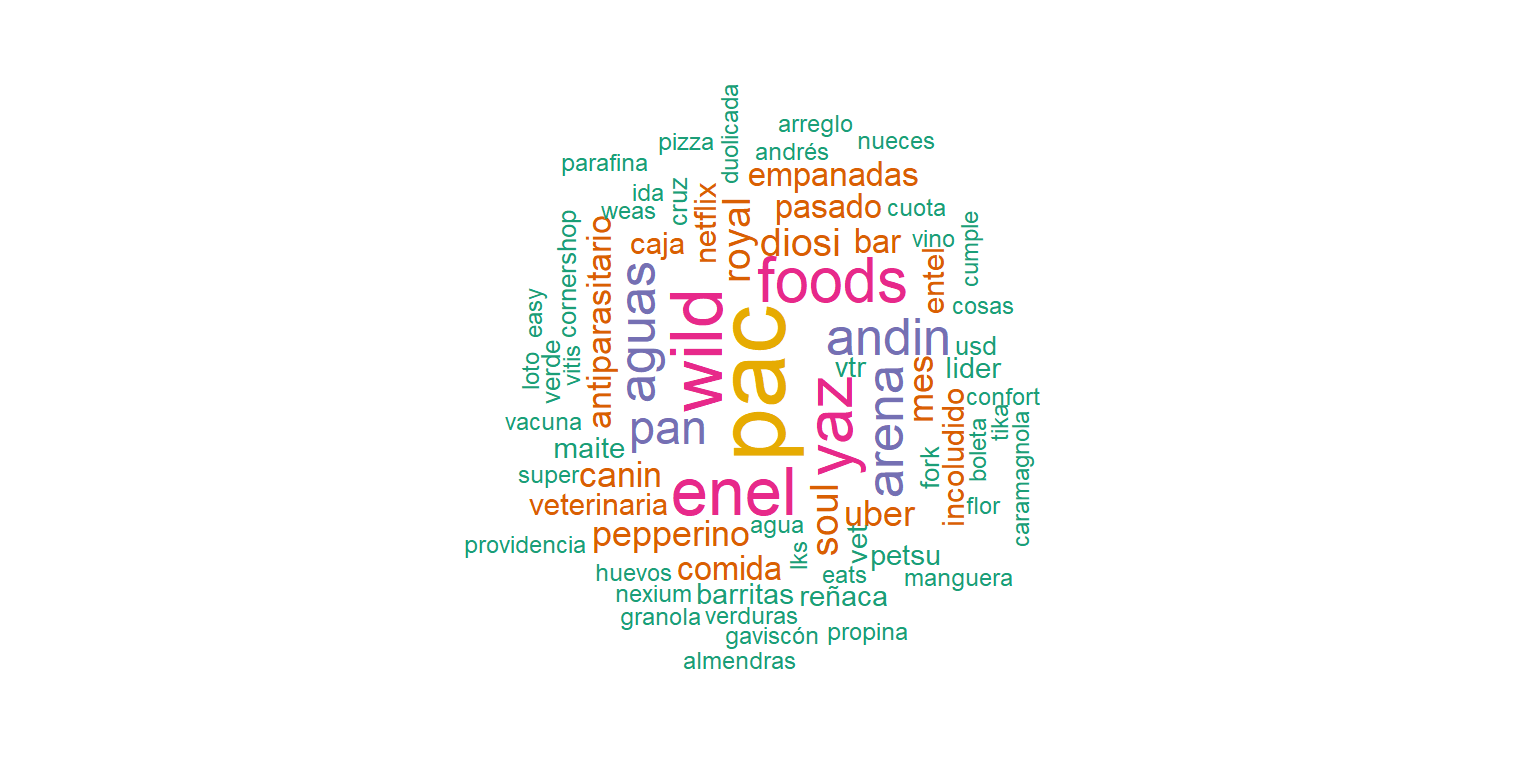 duolicada
arreglo
pizza
nueces
andrés
parafina
empanadas
ida
cruz
netflix
royal
pasado
cuota
weas
cornershop
antiparasitario
caja
diosi
bar
vino
cumple
aguas
wild
foods
entel
easy
pac
cosas
andin
usd
loto
verde
vitis
vtr
yaz
arena
mes
lider
incoludido
confort
vacuna
pan
boleta
tika
caramagnola
maite
fork
super
canin
enel
soul
veterinaria
uber
flor
pepperino
agua
vet
providencia
lks
petsu
huevos
comida
eats
manguera
nexium
barritas
reñaca
granola
verduras
gaviscón
propina
almendras